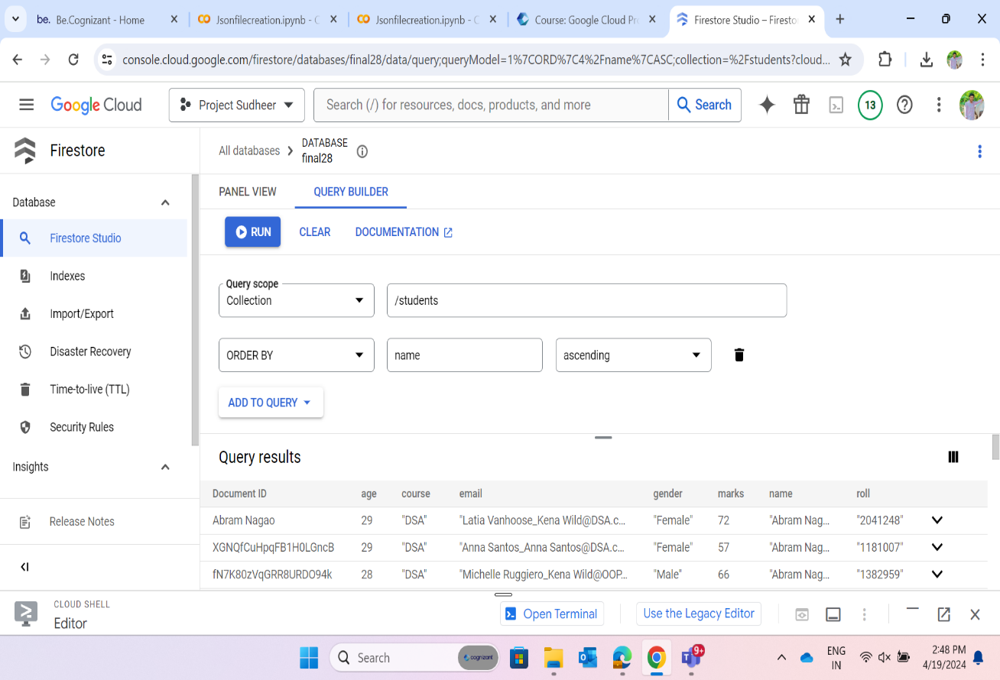 be. Be.Cognizant - Home
Jsonfilecreation.ipynb - C
Jsonfilecreation.ipynb - C
Course: Google Cloud Pro
Firestore Studio – Firestor
console.cloud.google.com/firestore/databases/final28/data/query;queryModel=1%7CORD%7C4%2Fname%7CASC;collection=%2Fstudents?cloud...
Google Cloud
Project Sudheer
Search (/) for resources, docs, products, and more
Search
13
Firestore
All databases
DATABASE
final28
Database
Firestore Studio
Indexes
Import/Export
Disaster Recovery
Time-to-live (TTL)
Security Rules
Insights
Release Notes
PANEL VIEW
QUERY BUILDER
RUN
CLEAR
DOCUMENTATION
Query scope
Collection
/students
ORDER BY
name
ascending
ADD TO QUERY
Query results
Document ID age course email gender marks name roll
Abram Nagao 29 "DSA" "Latia Vanhoose_Kena Wild@DSA.c... "Female" 72 "Abram Nag... "2041248"
XGNQfCuHpqFB1H0LGncB 29 "DSA" "Anna Santos_Anna Santos@DSA.c... "Female" 57 "Abram Nag... "1181007"
fN7K80zVqGRR8URDO94k 28 "DSA" "Michelle Ruggiero_Kena Wild@OOP... "Male" 66 "Abram Nag... "1382959"
CLOUD SHELL
Editor
Open Terminal
Use the Legacy Editor
Search
cognizant
9+
ENG
IN
2:48 PM
4/19/2024